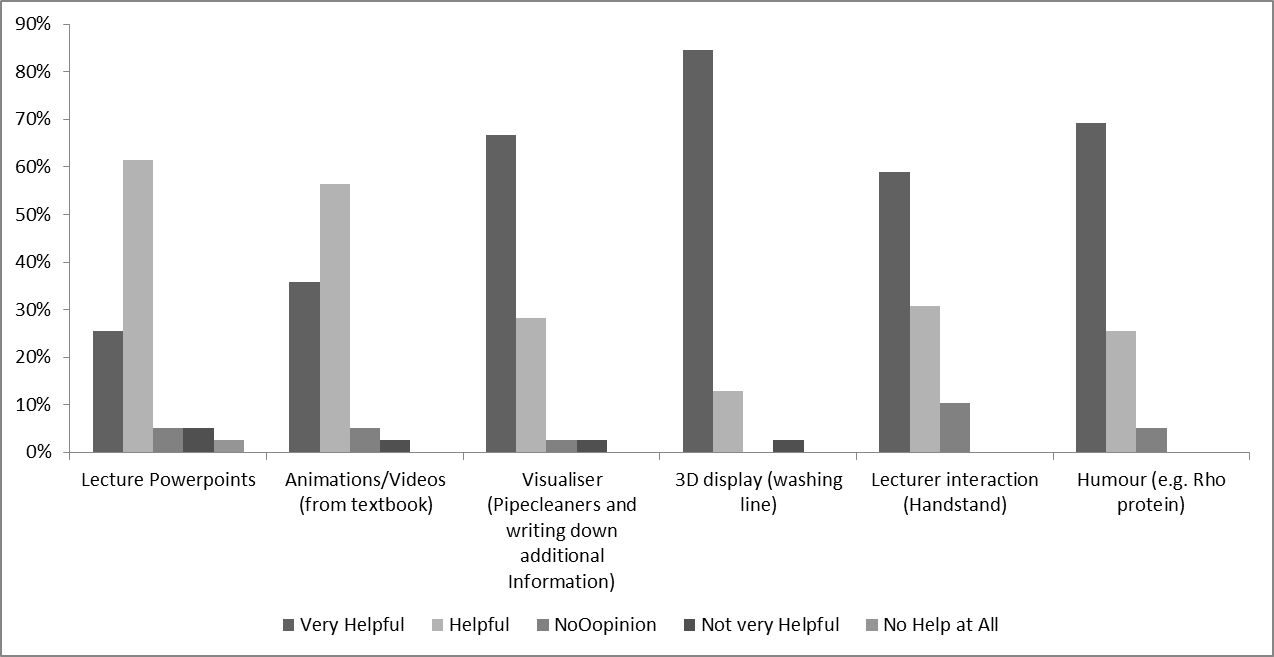 90%
80%
70%
60%
50%
40%
30%
20%
10%
0%
Lecture Powerpoints
Animations/Videos
(from textbook)
Visualiser
(Pipecleaners and
writing down
additional
Information)
3D display (washing
line)
Lecturer interaction
(Handstand)
Humour (e.g. Rho
protein)
Very Helpful Helpful NoOopinion Not very Helpful No Help at All